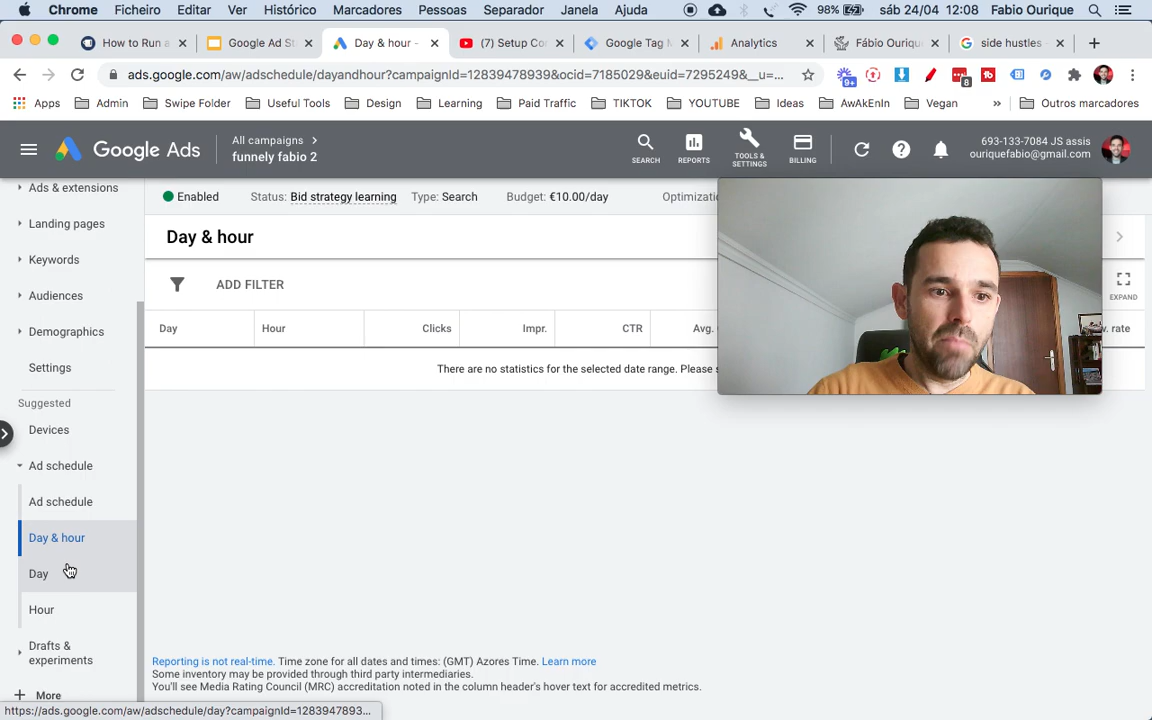 Chrome Ficheiro Editar Ver Histórico Marcadores Pessoas Separador Janela Ajuda 98% sáb 24/04 12:08 Fabio Ourique
How to Run a
Google Ad St
Day & hour -
(7) Setup Co
Google Tag M
Analytics
Fábio Ouriqu
side hustles
ads.google.com/aw/adschedule/dayandhour?campaignId=12839478939&ocid=7185029&euid=7295249&__u=...
9+
8
Apps Admin Swipe Folder Useful Tools Design Learning Paid Traffic TIKTOK YOUTUBE Ideas AwAkEnIn Vegan » Outros marcadores
Google Ads
All campaigns
funnely fabio 2
SEARCH
REPORTS
TOOLS &
SETTINGS
BILLING
693-133-7084 JS assis
ouriquefabio@gmail.com
Ads & extensions
Landing pages
Keywords
Audiences
Demographics
Settings
Suggested
Devices
Ad schedule
Ad schedule
Day & hour
Day
Hour
Drafts &
experiments
More
Enabled Status: Bid strategy learning Type: Search Budget: €10.00/day
Day & hour
ADD FILTER
EXPAND
Day Hour Clicks Impr. CTR Avg. rate
There are no statistics for the selected date range. Please
Reporting is not real-time. Time zone for all dates and times: (GMT) Azores Time. Learn more
Some inventory may be provided through third party intermediaries.
You'll see Media Rating Council (MRC) accreditation noted in the column header's hover text for accredited metrics.
https://ads.google.com/aw/adschedule/day?campaignId=1283947893...